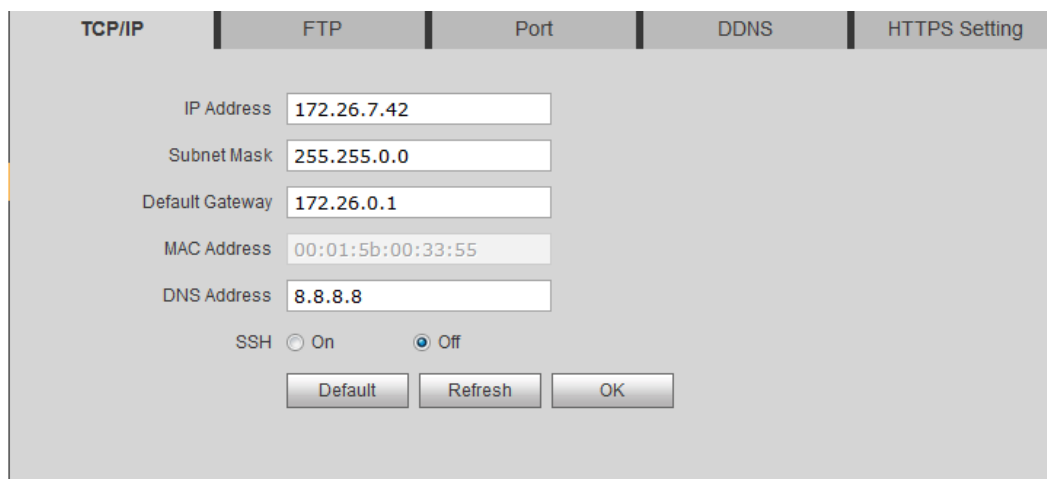 TCP/IP FTP Port DDNS HTTPS Setting
IP Address 172.26.7.42
Subnet Mask 255.255.0.0
Default Gateway 172.26.0.1
MAC Address 00:01:5b:00:33:55
DNS Address 8.8.8.8
SSH On Off
Default Refresh OK